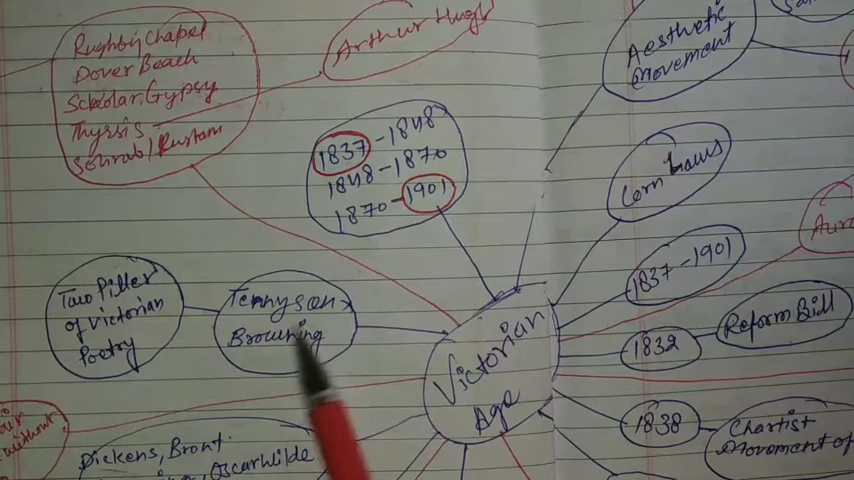 Rughby Chapel
Dover Beach
Scholar Gypsy
Thyrsis
Sohrab/Rustam
Arthur Hugh
1837-1848
1848-1870
1870-1901
Aesthetic
Movement
Corn Laws
1837-1901
1832
Reform Bill
1838
Chartist
Movement of
Two Piller
of Victorian
Poetry
Tennyson
Browning
Victorian
Age
without
Dickens, Bront
Oscar Wilde